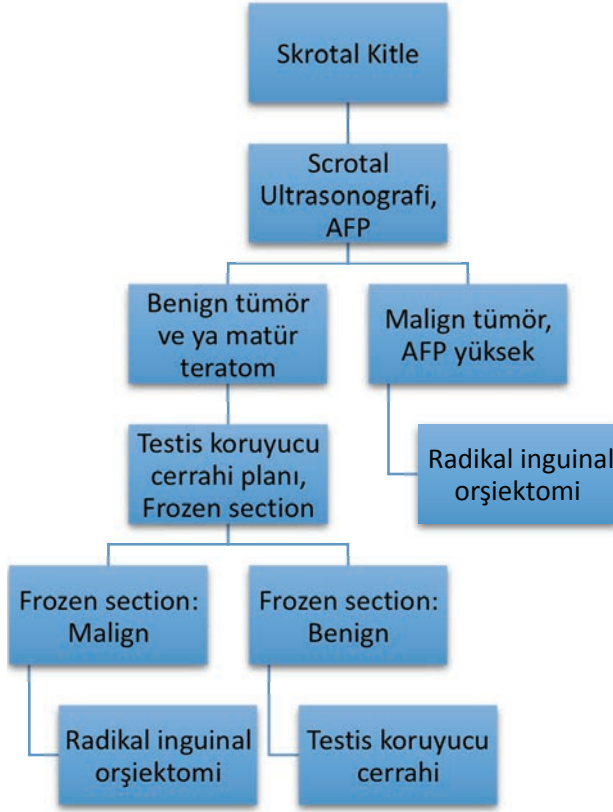 Skrotal Kitle
Scrotal
Ultrasonografi,
AFP
Benign tümör
ve ya matür
teratom
Malign tümör,
AFP yüksek
Testis koruyucu
cerrahi planı,
Frozen section
Radikal inguinal
orşiektomi
Frozen section:
Malign
Frozen section:
Benign
Radikal inguinal
orşiektomi
Testis koruyucu
cerrahi